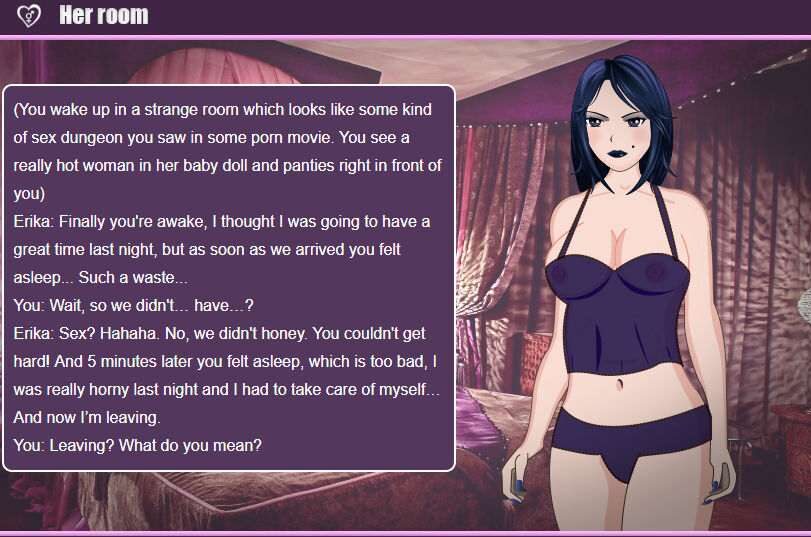 Her room
(You wake up in a strange room which looks like some kind
of sex dungeon you saw in some porn movie. You see a
really hot woman in her baby doll and panties right in front of
you)
Erika: Finally you're awake, I thought I was going to have a
great time last night, but as soon as we arrived you felt
asleep... Such a waste...
You: Wait, so we didn't... have...?
Erika: Sex? Hahaha. No, we didn't honey. You couldn't get
hard! And 5 minutes later you felt asleep, which is too bad, I
was really horny last night and I had to take care of myself...
And now I'm leaving.
You: Leaving? What do you mean?